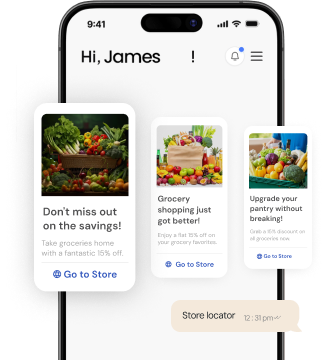 9:41
Hi, James !
Don't miss out
on the savings!
Take groceries home
with a fantastic 15% off.
Go to Store
Grocery
shopping just
got better!
Enjoy a flat 15% off on
your grocery favorites.
Go to Store
Upgrade your
pantry without
breaking!
Grab a 15% discount on
all groceries now.
Go to Store
Store locator 12:31pm